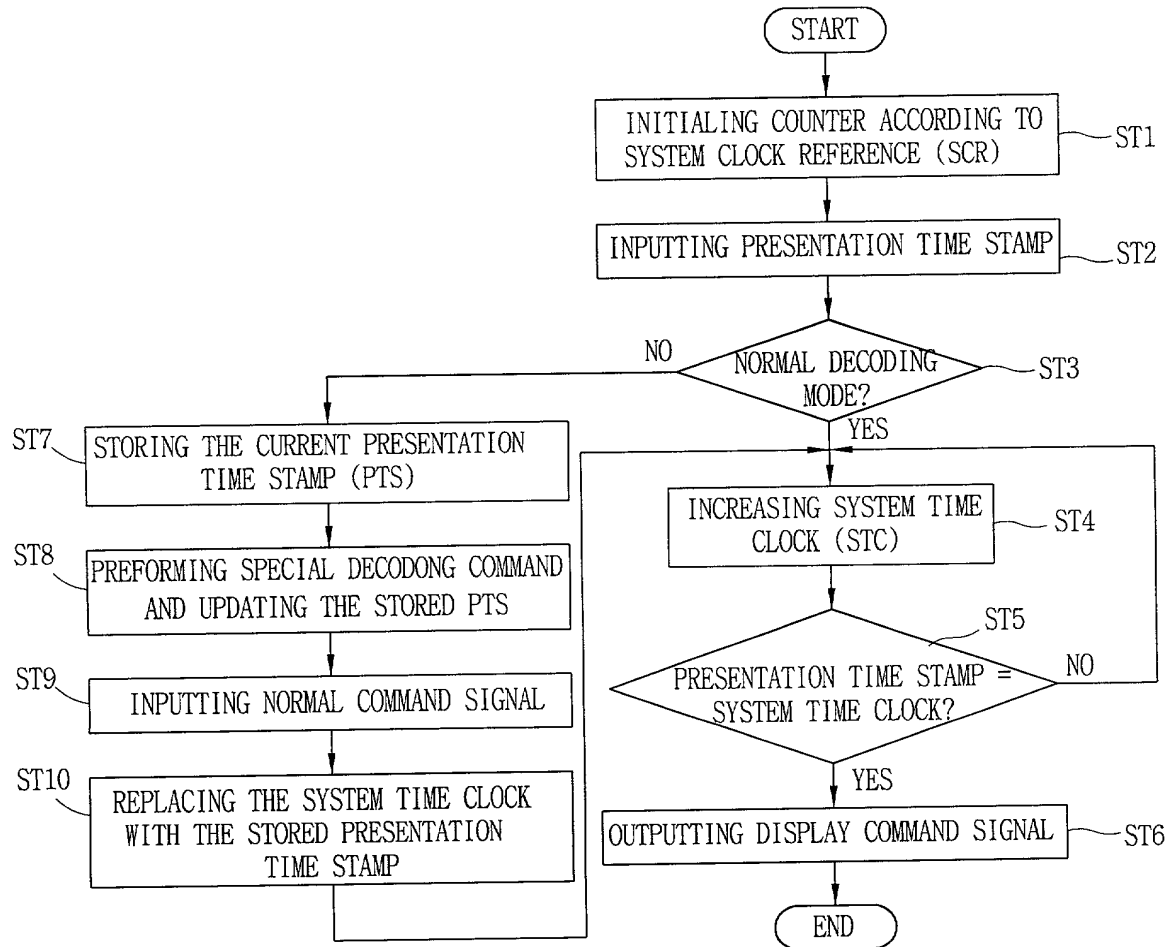 START
INITIALING COUNTER ACCORDING TO
SYSTEM CLOCK REFERENCE (SCR)
ST1
INPUTTING PRESENTATION TIME STAMP
ST2
NORMAL DECODING
MODE?
ST3
NO
YES
ST7
STORING THE CURRENT PRESENTATION
TIME STAMP (PTS)
ST8
PREFORMING SPECIAL DECODONG COMMAND
AND UPDATING THE STORED PTS
ST9
INPUTTING NORMAL COMMAND SIGNAL
ST10
REPLACING THE SYSTEM TIME CLOCK
WITH THE STORED PRESENTATION
TIME STAMP
INCREASING SYSTEM TIME
CLOCK (STC)
ST4
ST5
PRESENTATION TIME STAMP =
SYSTEM TIME CLOCK?
NO
YES
OUTPUTTING DISPLAY COMMAND SIGNAL
ST6
END